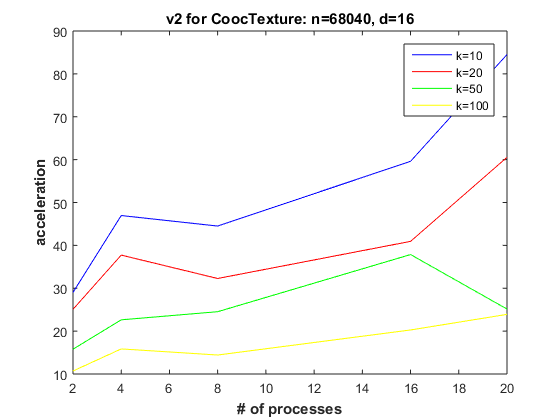 v2 for CoocTexture: n=68040, d=16
90
80
70
60
50
40
30
20
10
acceleration
k=10
k=20
k=50
k=100
2 4 6 8 10 12 14 16 18 20
# of processes